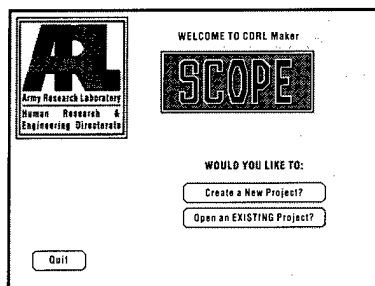 ARL
Army Research Laboratory
Human Research &
Engineering Directorate
WELCOME TO CDRL Maker
SCOPE
WOULD YOU LIKE TO:
Create a New Project?
Open an EXISTING Project?
Quit